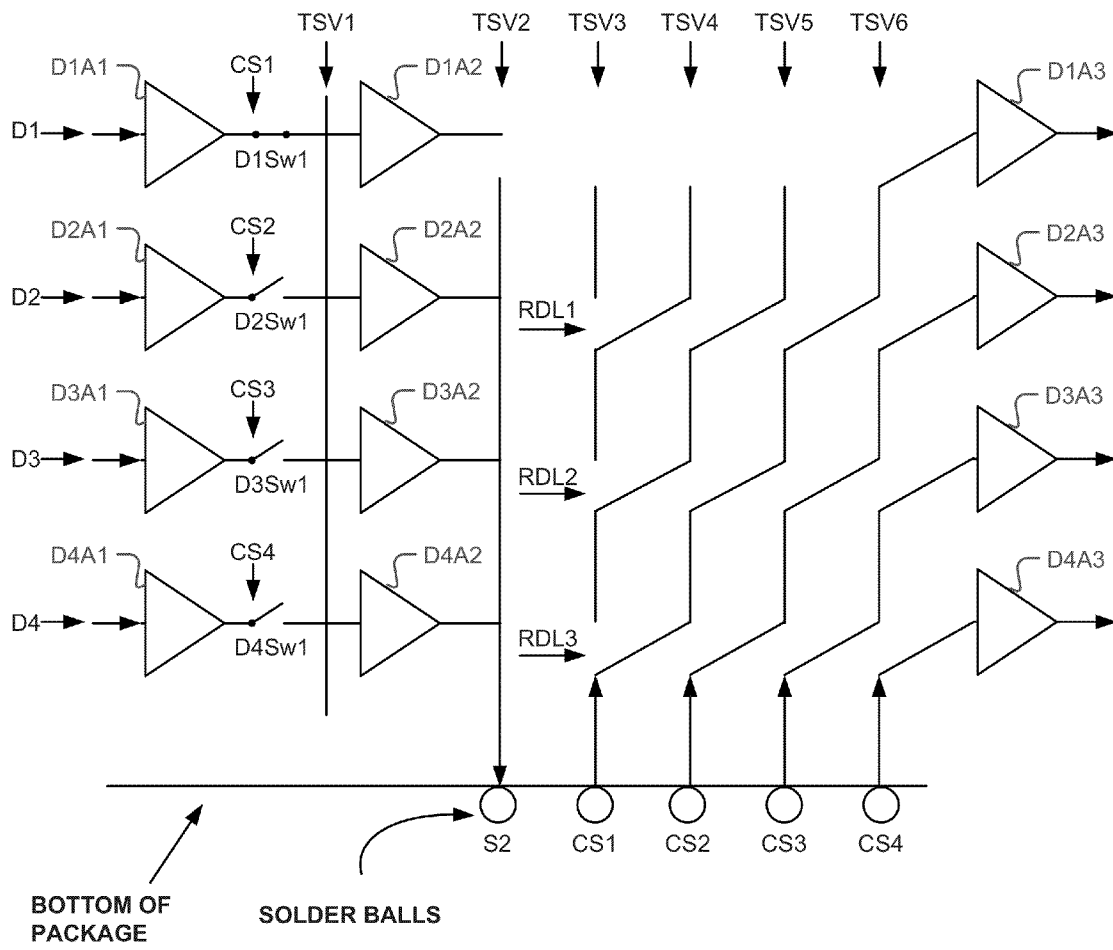 TSV1 TSV2 TSV3 TSV4 TSV5 TSV6
D1A1 CS1 D1A2 D1A3
D1
D1Sw1
D2A1 CS2 D2A2 D2A3
D2
D2Sw1
RDL1
D3A1 CS3 D3A2 D3A3
D3
D3Sw1
RDL2
D4A1 CS4 D4A2 D4A3
D4
D4Sw1
RDL3
S2 CS1 CS2 CS3 CS4
BOTTOM OF
PACKAGE
SOLDER BALLS